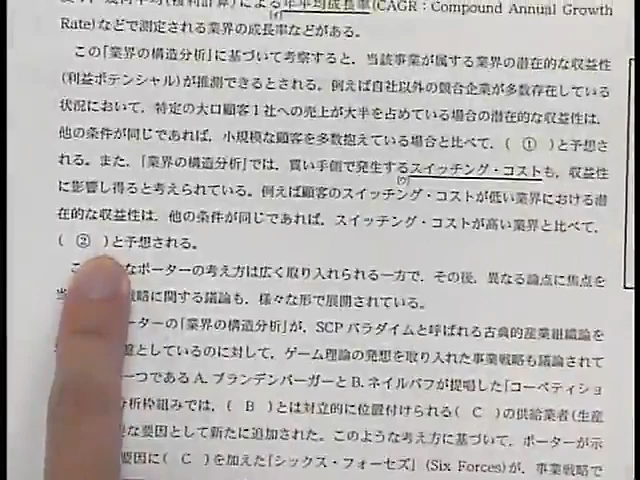 年平均成長率(CAGR：Compound Annual Growth
Rate)などで測定される業界の成長率などがある。
この「業界の構造分析」に基づいて考察すると，当該事業が属する業界の潜在的な収益性
(利益ポテンシャル)が推測できるとされる。例えば自社以外の競合企業が多数存在している
状況において，特定の大口顧客1社への売上が大半を占めている場合の潜在的な収益性は，
他の条件が同じであれば，小規模な顧客を多数抱えている場合と比べて，( ① )と予想さ
れる。また，「業界の構造分析」では，買い手側で発生するスイッチング・コストも，収益性
に影響し得ると考えられている。例えば顧客のスイッチング・コストが低い業界における潜
在的な収益性は，他の条件が同じであれば，スイッチング・コストが高い業界と比べて，
( ② )と予想される。
なポーターの考え方は広く取り入れられる一方で，その後，異なる論点に焦点を
戦略に関する議論も，様々な形で展開されている。
ーターの「業界の構造分析」が，SCPパラダイムと呼ばれる古典的産業組織論を
としているのに対して，ゲーム理論の発想を取り入れた事業戦略も議論されて
一つである A. ブランデンバーガーと B. ネイルバフが提唱した「コーペティショ
分析枠組みでは，( B )とは対立的に位置付けられる( C )の供給業者(生産
な要因として新たに追加された。このような考え方に基づいて，ポーターが示
要因に( C )を加えた「シックス・フォーセズ」(Six Forces)が，事業戦略で